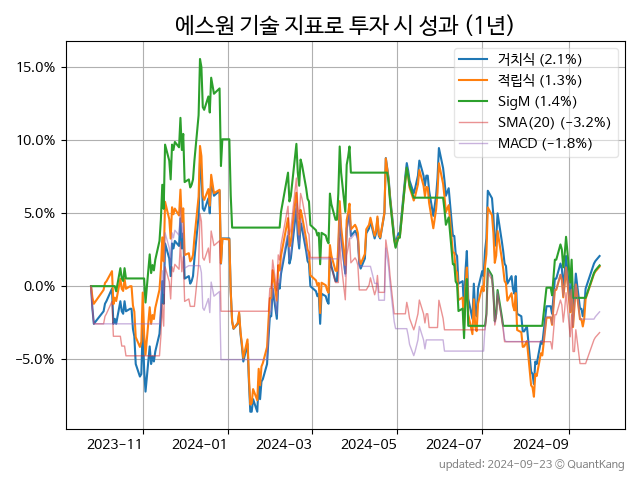 에스원 기술 지표로 투자 시 성과 (1년)
거치식 (2.1%)
적립식 (1.3%)
SigM (1.4%)
SMA(20) (−3.2%)
MACD (−1.8%)
15.0%
10.0%
5.0%
0.0%
−5.0%
2023−11 2024−01 2024−03 2024−05 2024−07 2024−09
updated: 2024−09−23 ⓒ QuantKang